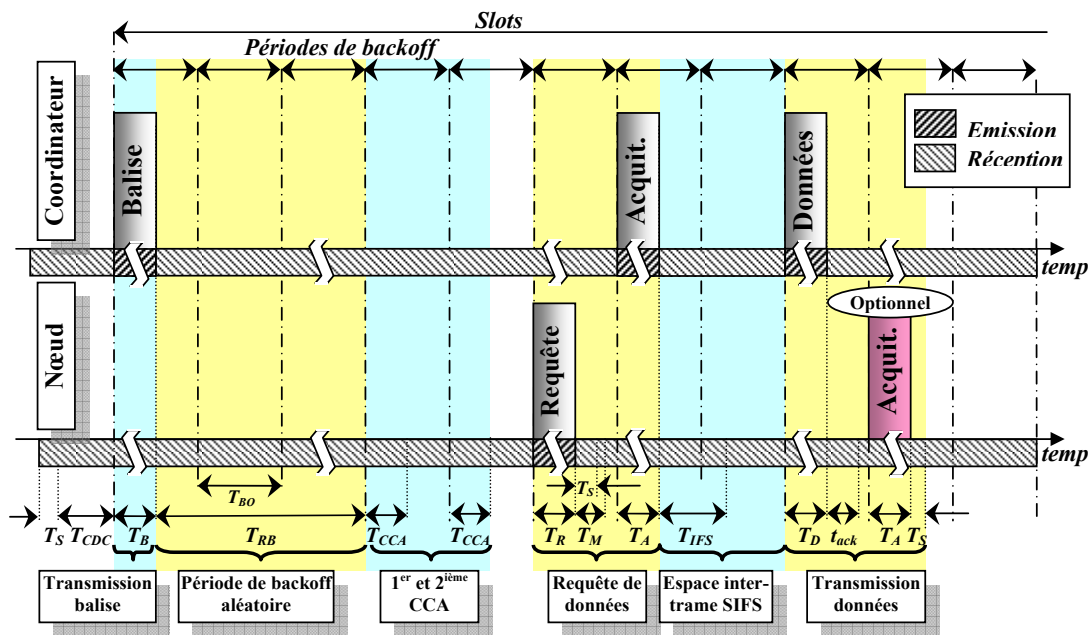 Slots
Périodes de backoff
Coordinateur
Balise
Acquit.
Données
Emission
Réception
temp
Optionnel
Nœud
Requête
Acquit.
temp
T_BO
T_S
T_S T_CDC T_B T_RB T_CCA T_CCA T_R T_M T_A T_IFS T_D t_ack T_A T_S
Transmission
balise
Période de backoff
aléatoire
1er et 2ième
CCA
Requête de
données
Espace inter-
trame SIFS
Transmission
données